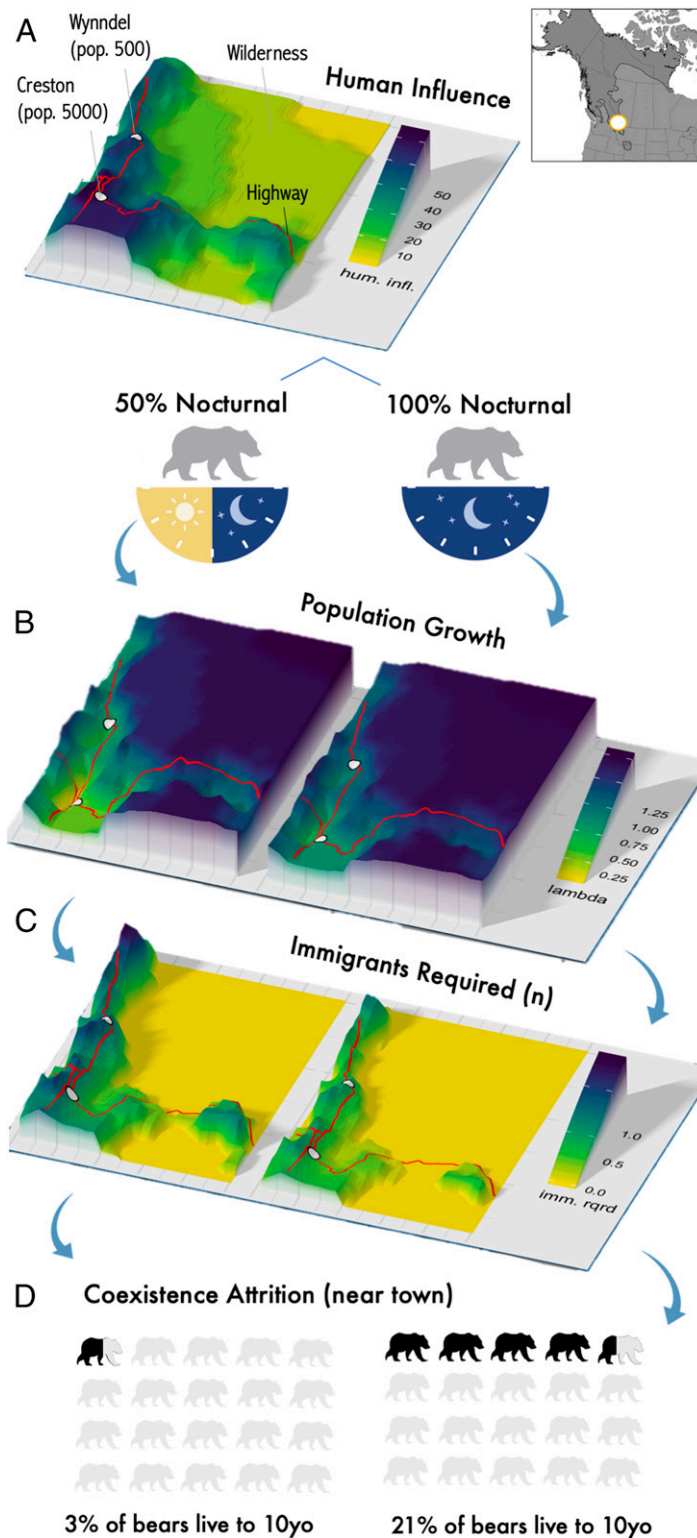 A
Wynndel
(pop. 500)
Creston
(pop. 5000)
Wilderness
Human Influence
Highway
50
40
30
20
10
hum. infl.
50% Nocturnal
100% Nocturnal
B
Population Growth
1.25
1.00
0.75
0.50
0.25
lambda
C
Immigrants Required (n)
1.0
0.5
0.0
imm. rqrd
D
Coexistence Attrition (near town)
3% of bears live to 10yo
21% of bears live to 10yo